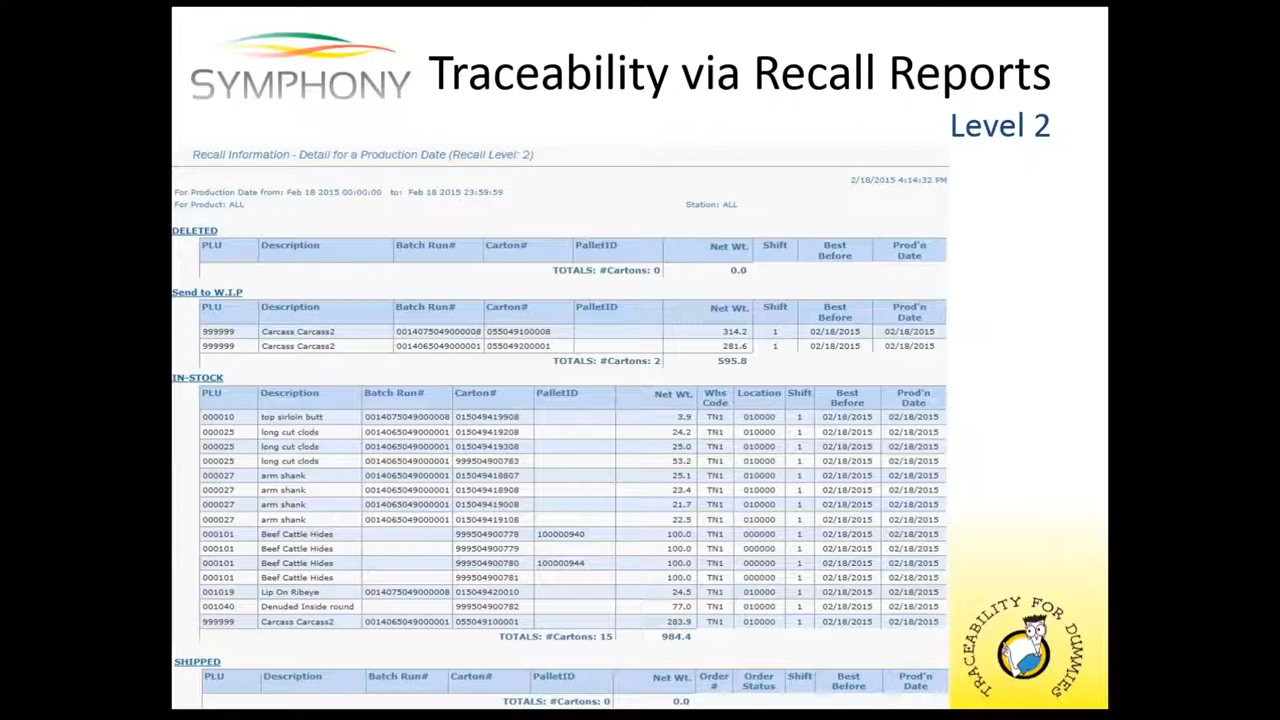 SYMPHONY
Traceability via Recall Reports
Level 2
Recall Information - Detail for a Production Date (Recall Level: 2)
2/18/2015 4:14:32 PM
For Production Date from: Feb 18 2015 00:00:00 to: Feb 18 2015 23:59:59
For Product: ALL Station: ALL
DELETED
PLU Description Batch Run# Carton# PalletID Net Wt. Shift Best Before Prod'n Date
TOTALS: #Cartons: 0 0.0
Send to W.I.P
PLU Description Batch Run# Carton# PalletID Net Wt. Shift Best Before Prod'n Date
999999 Carcass Carcass2 0014075049000008 055049100008 314.2 1 02/18/2015 02/18/2015
999999 Carcass Carcass2 0014065049000001 055049200001 281.6 1 02/18/2015 02/18/2015
TOTALS: #Cartons: 2 595.8
IN-STOCK
PLU Description Batch Run# Carton# PalletID Net Wt. Whs Code Location Shift Best Before Prod'n Date
000010 top sirloin butt 0014075049000008 015049419908 3.9 TN1 010000 1 02/18/2015 02/18/2015
000025 long cut clods 0014065049000001 015049419208 24.2 TN1 010000 1 02/18/2015 02/18/2015
000025 long cut clods 0014065049000001 015049419308 25.0 TN1 010000 1 02/18/2015 02/18/2015
000025 long cut clods 0014065049000001 999504900783 53.2 TN1 010000 1 02/18/2015 02/18/2015
000027 arm shank 0014065049000001 015049418807 25.1 TN1 010000 1 02/18/2015 02/18/2015
000027 arm shank 0014065049000001 015049418908 23.4 TN1 010000 1 02/18/2015 02/18/2015
000027 arm shank 0014065049000001 015049419008 21.7 TN1 010000 1 02/18/2015 02/18/2015
000027 arm shank 0014065049000001 015049419108 22.5 TN1 010000 1 02/18/2015 02/18/2015
000101 Beef Cattle Hides 999504900778 100000940 100.0 TN1 000000 1 02/18/2015 02/18/2015
000101 Beef Cattle Hides 999504900779 100.0 TN1 000000 1 02/18/2015 02/18/2015
000101 Beef Cattle Hides 999504900780 100000944 100.0 TN1 000000 1 02/18/2015 02/18/2015
000101 Beef Cattle Hides 999504900781 100.0 TN1 000000 1 02/18/2015 02/18/2015
001019 Lip On Ribeye 0014075049000008 015049420010 24.5 TN1 010000 1 02/18/2015 02/18/2015
001040 Denuded Inside round 999504900782 77.0 TN1 010000 1 02/18/2015 02/18/2015
999999 Carcass Carcass2 055049100001 283.9 TN1 010000 1 02/18/2015 02/18/2015
TOTALS: #Cartons: 15 984.4
SHIPPED
PLU Description Batch Run# Carton# PalletID Net Wt. Order # Order Status Shift Best Before Prod'n Date
TOTALS: #Cartons: 0 0.0
TRACEABILITY FOR DUMMIES